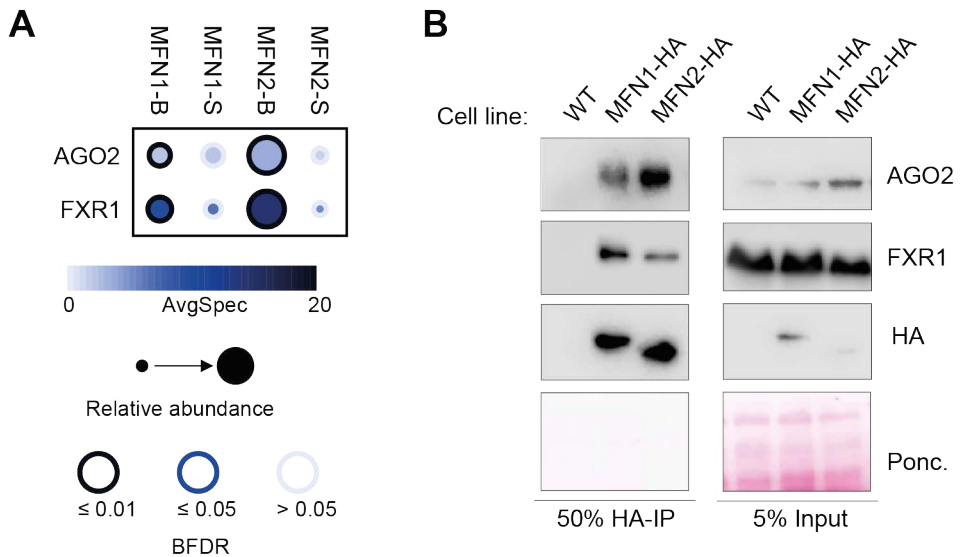 A
MFN1-B
MFN1-S
MFN2-B
MFN2-S
AGO2
FXR1
0
AvgSpec
20
Relative abundance
≤ 0.01
≤ 0.05
> 0.05
BFDR
B
Cell line:
WT
MFN1-HA
MFN2-HA
WT
MFN1-HA
MFN2-HA
AGO2
FXR1
HA
Ponc.
50% HA-IP
5% Input